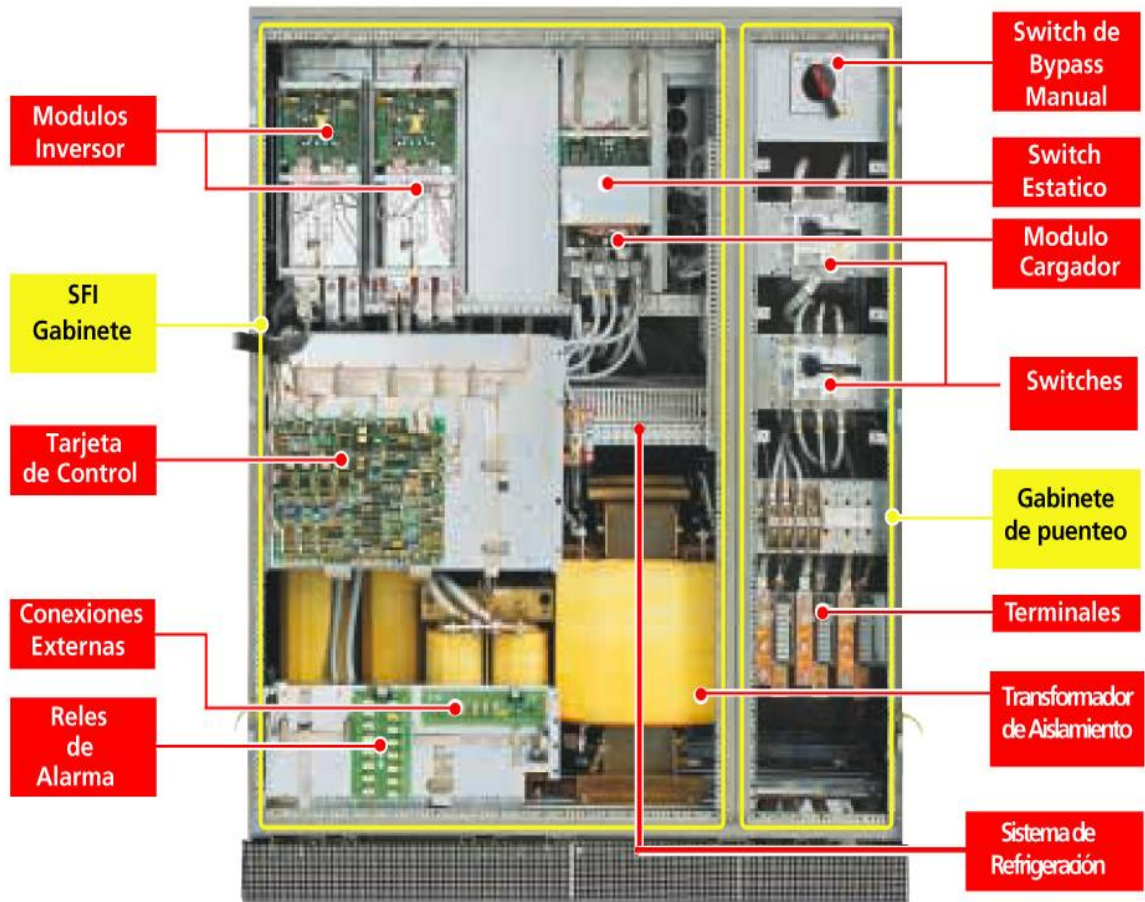 Modulos
Inversor
SFI
Gabinete
Tarjeta
de Control
Conexiones
Externas
Reles
de
Alarma
Switch de
Bypass
Manual
Switch
Estatico
Modulo
Cargador
Switches
Gabinete
de puenteo
Terminales
Transformador
de Aislamiento
Sistema de
Refrigeración